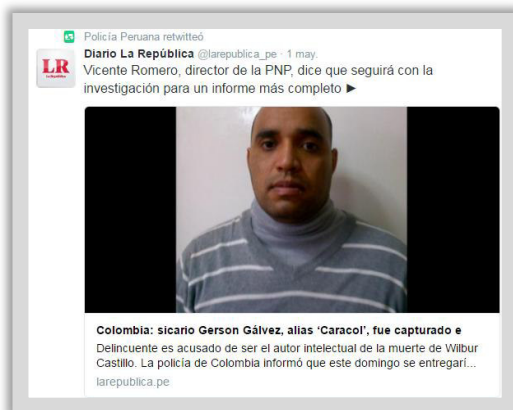 Policía Peruana retwitteó
Diario La República @larepublica_pe · 1 may.
LR
La República
Vicente Romero, director de la PNP, dice que seguirá con la
investigación para un informe más completo ►
Colombia: sicario Gerson Gálvez, alias ‘Caracol’, fue capturado e
Delincuente es acusado de ser el autor intelectual de la muerte de Wilbur
Castillo. La policía de Colombia informó que este domingo se entregarí...
larepublica.pe